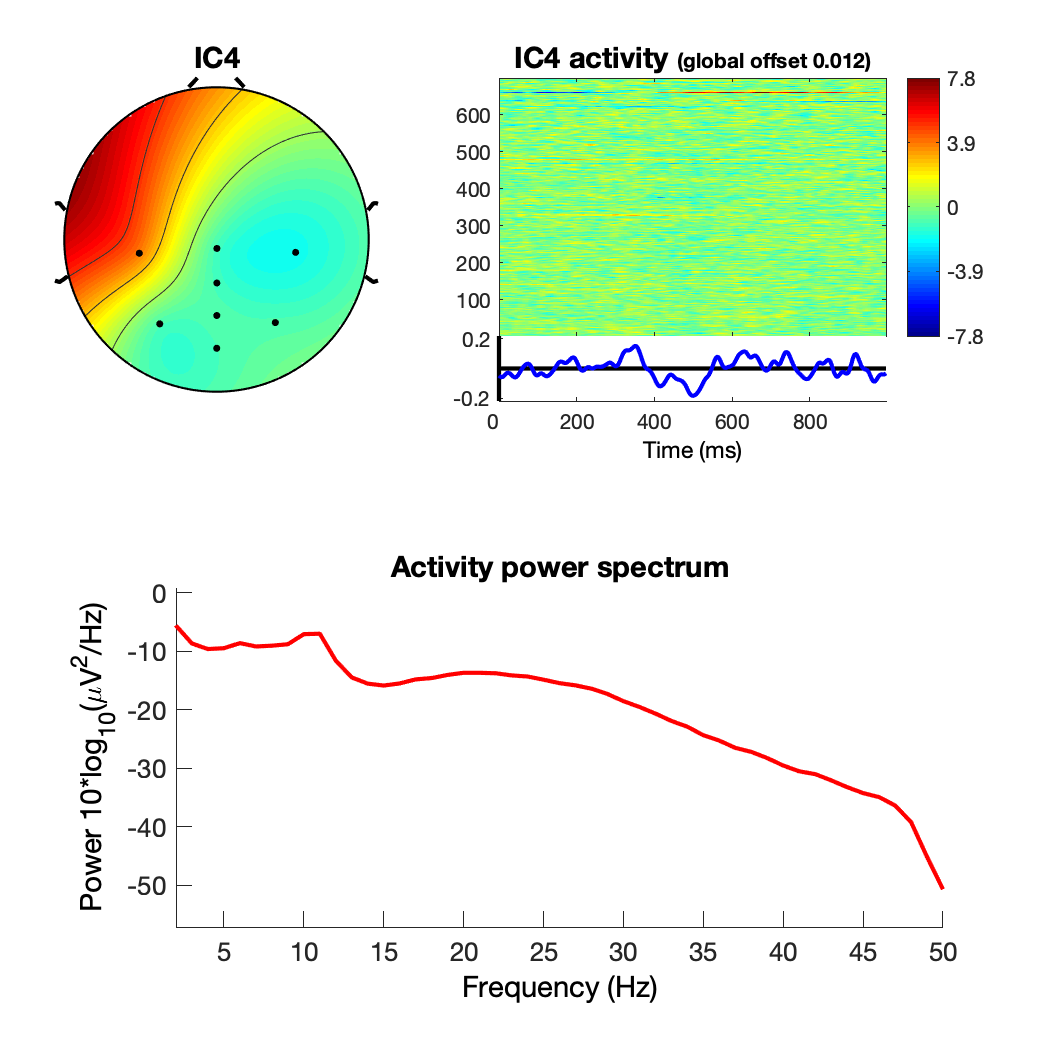 IC4
IC4 activity (global offset 0.012)
7.8
3.9
0
-3.9
-7.8
600
500
400
300
200
100
0.2
-0.2
0 200 400 600 800
Time (ms)
Activity power spectrum
0
-10
-20
-30
-40
-50
Power 10*log10(μV2/Hz)
5 10 15 20 25 30 35 40 45 50
Frequency (Hz)